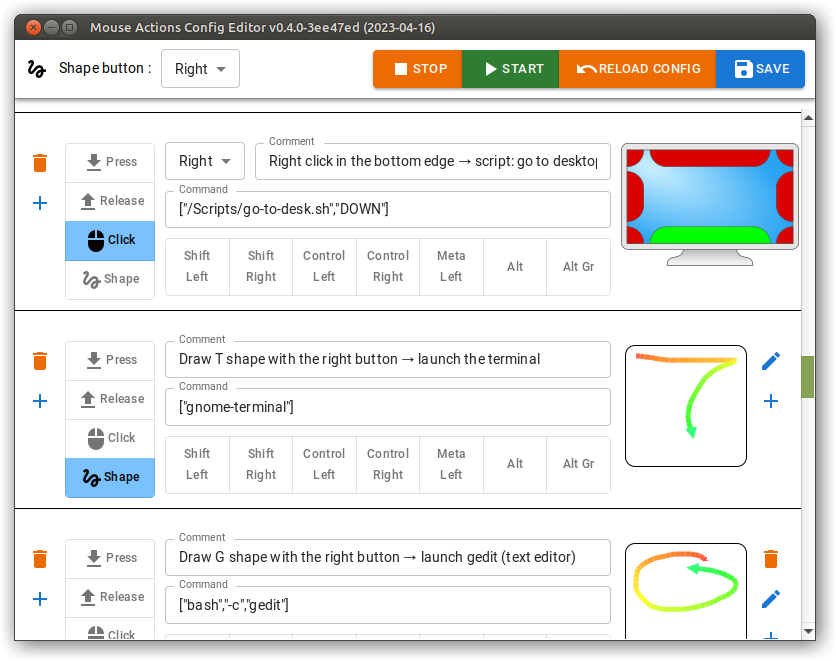 Mouse Actions Config Editor v0.4.0-3ee47ed (2023-04-16)
Shape button : Right STOP START RELOAD CONFIG SAVE
Press
Release
Click
Shape
Right
Comment
Right click in the bottom edge → script: go to desktop
Command
["/Scripts/go-to-desk.sh","DOWN"]
Shift Left
Shift Right
Control Left
Control Right
Meta Left
Alt
Alt Gr
Press
Release
Click
Shape
Comment
Draw T shape with the right button → launch the terminal
Command
["gnome-terminal"]
Shift Left
Shift Right
Control Left
Control Right
Meta Left
Alt
Alt Gr
Press
Release
Click
Comment
Draw G shape with the right button → launch gedit (text editor)
Command
["bash","-c","gedit"]